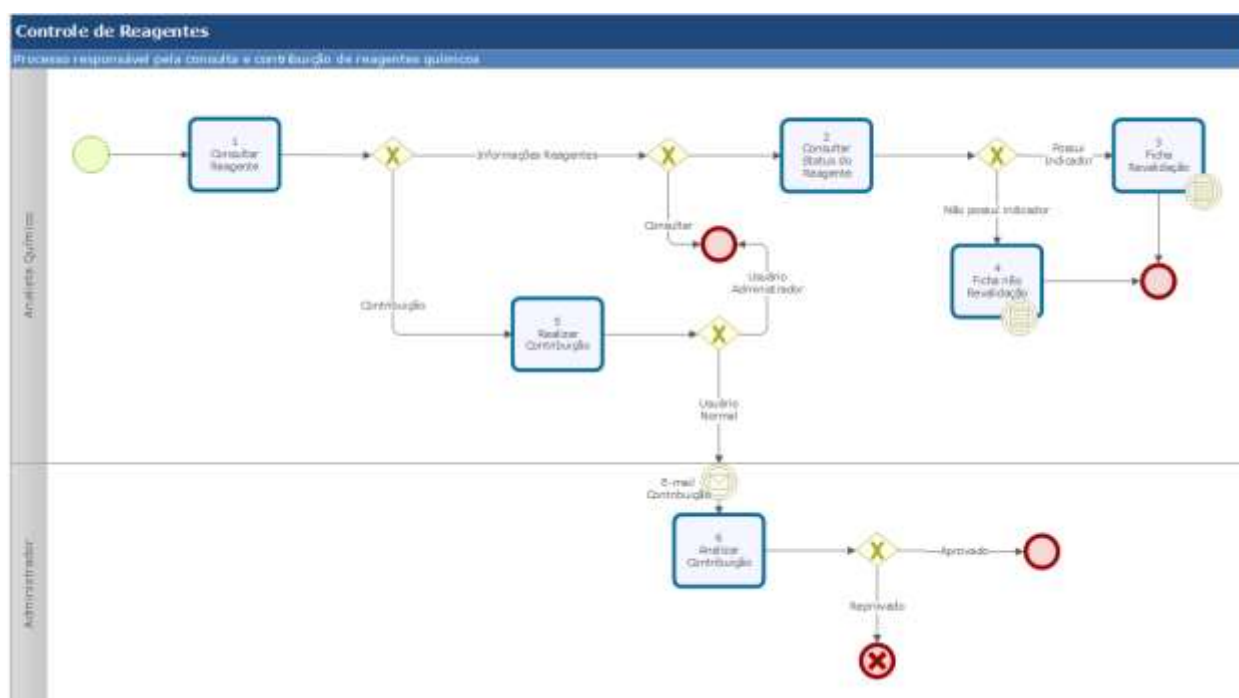 Controle de Reagentes
Processo responsável pela consulta e contribuição de reagentes químicos
Analista Químico
1
Consultar
Reagente
Informações Reagentes
2
Consultar
Status do
Reagente
Possui
Indicador
3
Ficha
Revalidação
Não possui indicador
Consultar
4
Ficha não
Revalidação
Usuário
Administrador
Contribuição
5
Realizar
Contribuição
Usuário
Normal
Administrador
E-mail
Contribuição
6
Analizar
Contribuição
Aprovado
Reprovado